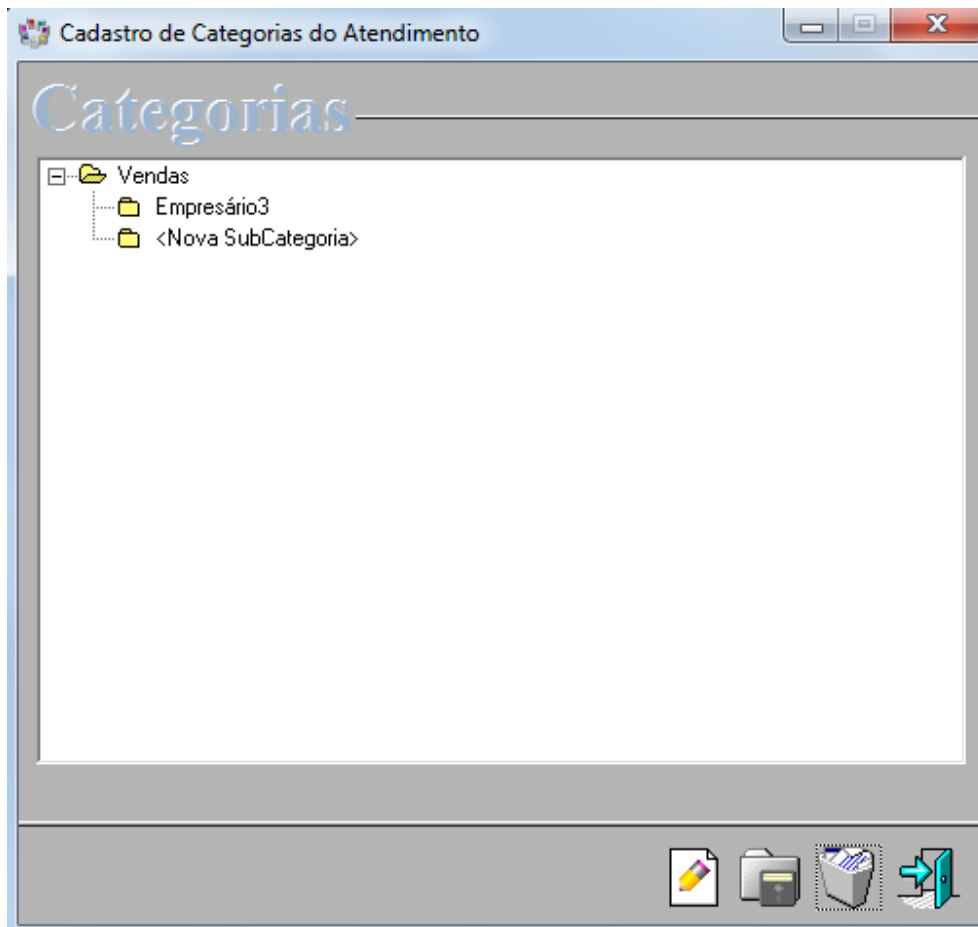 Cadastro de Categorias do Atendimento
Categorias
Vendas
Empresário3
<Nova SubCategoria>